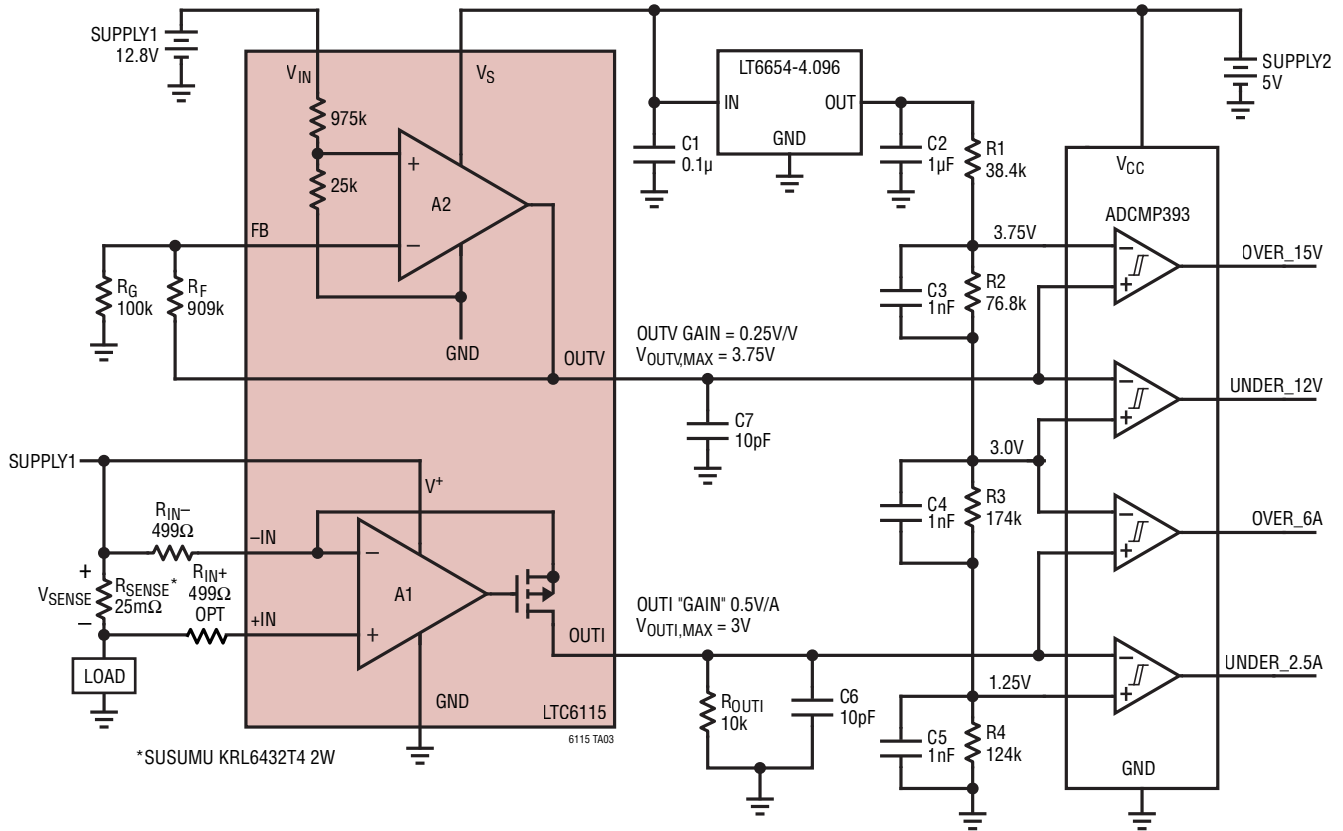 SUPPLY1
12.8V
VIN
VS
975k
25k
+
A2
–
FB
RG
100k
RF
909k
GND
OUTV
LT6654-4.096
IN
OUT
GND
C1
0.1µ
C2
1µF
R1
38.4k
SUPPLY2
5V
VCC
ADCMP393
3.75V
–
+
OVER_15V
C3
1nF
R2
76.8k
OUTV GAIN = 0.25V/V
VOUTV,MAX = 3.75V
C7
10pF
–
+
UNDER_12V
3.0V
SUPPLY1
V+
RIN–
499Ω
–IN
–
A1
+
+
VSENSE
–
RSENSE*
25mΩ
RIN+
499Ω
OPT
+IN
LOAD
OUTI
GND
LTC6115
6115 TA03
*SUSUMU KRL6432T4 2W
C4
1nF
R3
174k
–
+
OVER_6A
OUTI "GAIN" 0.5V/A
VOUTI,MAX = 3V
ROUTI
10k
C6
10pF
1.25V
–
+
UNDER_2.5A
C5
1nF
R4
124k
GND